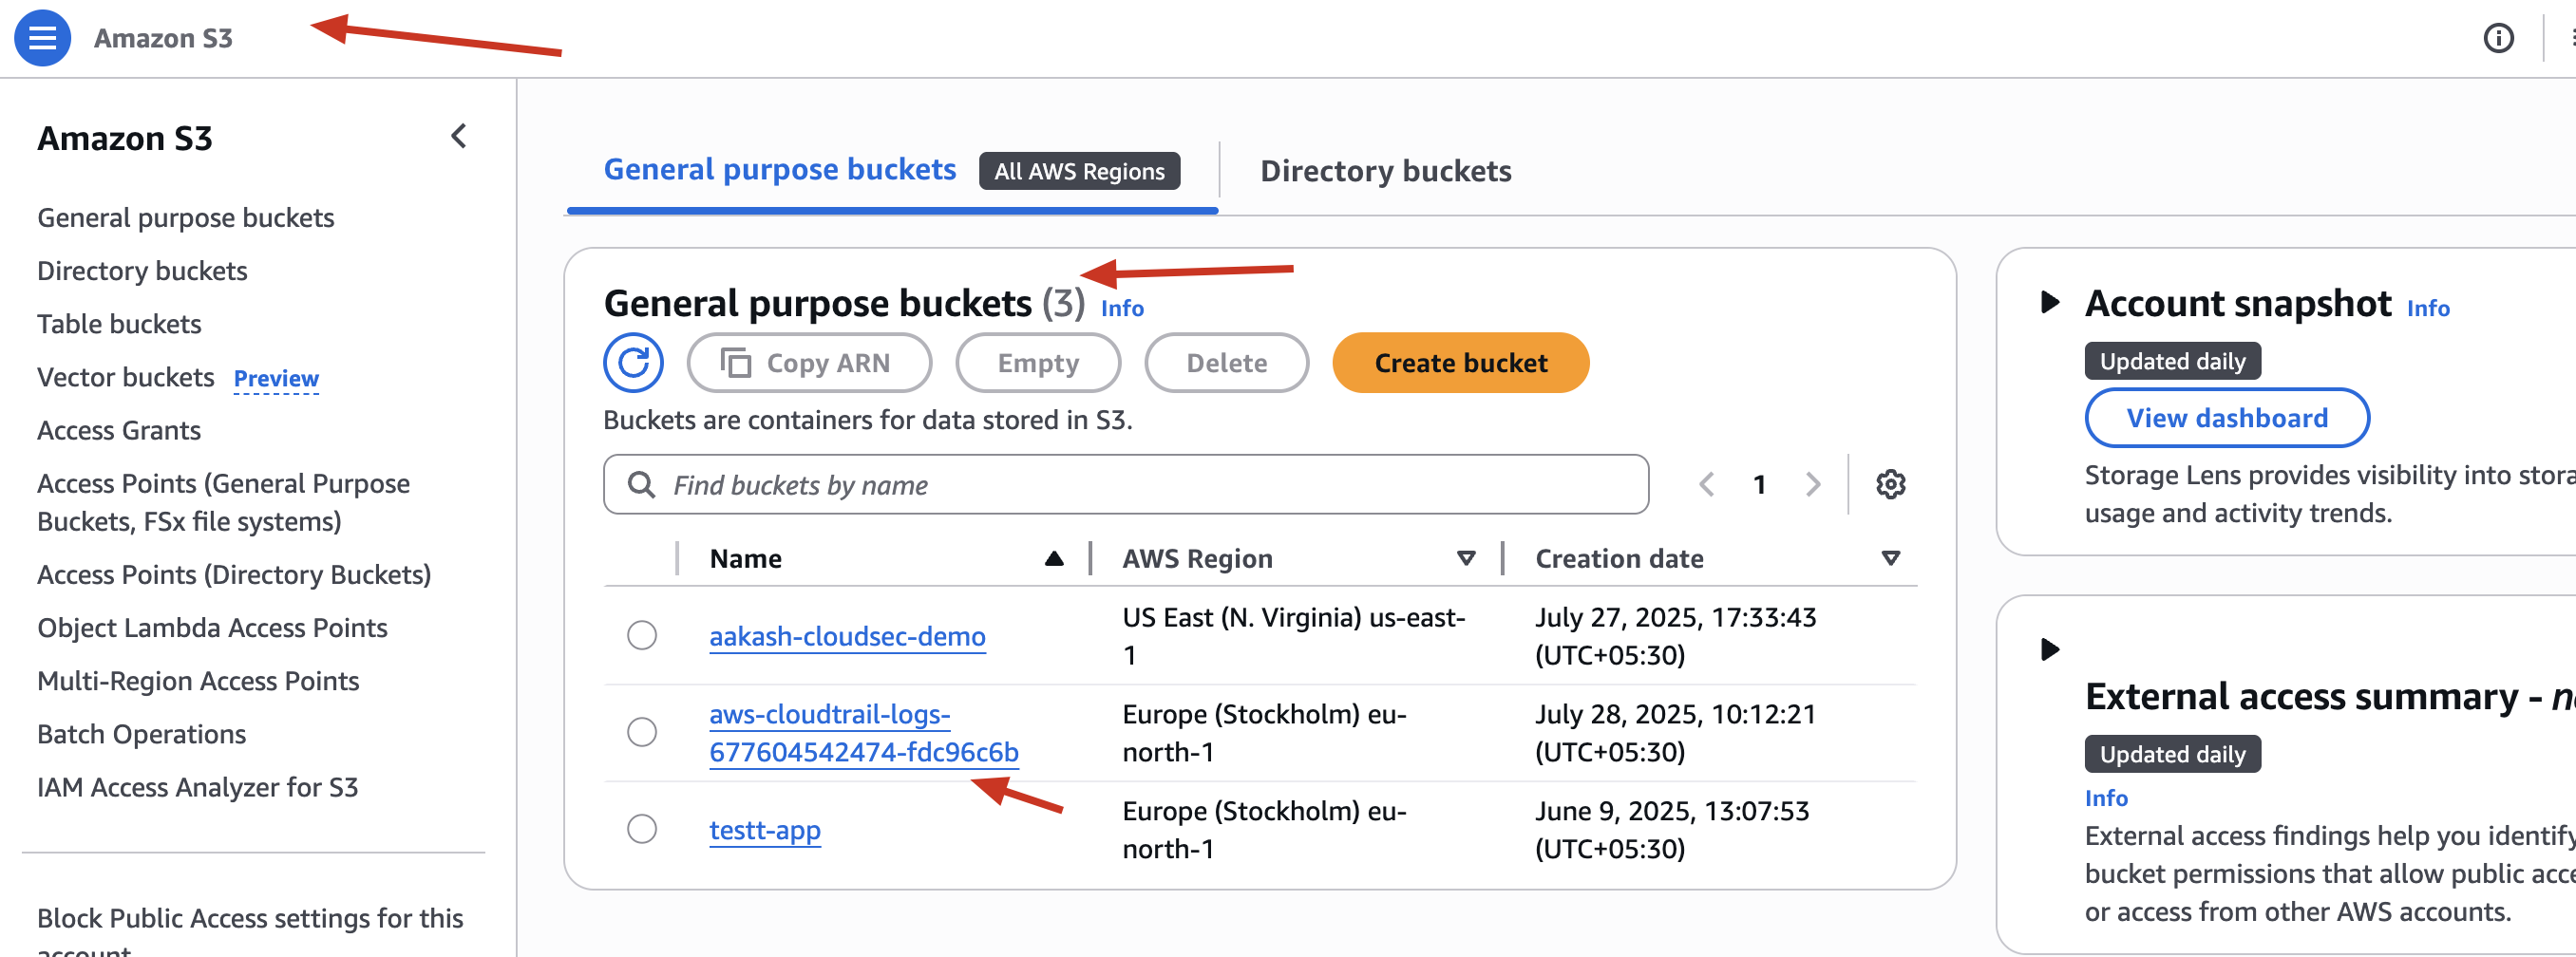 Amazon S3
Amazon S3
General purpose buckets
Directory buckets
Table buckets
Vector buckets Preview
Access Grants
Access Points (General Purpose
Buckets, FSx file systems)
Access Points (Directory Buckets)
Object Lambda Access Points
Multi-Region Access Points
Batch Operations
IAM Access Analyzer for S3
Block Public Access settings for this
account
General purpose buckets All AWS Regions Directory buckets
General purpose buckets (3) Info
Copy ARN Empty Delete Create bucket
Buckets are containers for data stored in S3.
Find buckets by name 1
Name AWS Region Creation date
aakash-cloudsec-demo
US East (N. Virginia) us-east-
1
July 27, 2025, 17:33:43
(UTC+05:30)
aws-cloudtrail-logs-
677604542474-fdc96c6b
Europe (Stockholm) eu-
north-1
July 28, 2025, 10:12:21
(UTC+05:30)
testt-app
Europe (Stockholm) eu-
north-1
June 9, 2025, 13:07:53
(UTC+05:30)
Account snapshot Info
Updated daily
View dashboard
Storage Lens provides visibility into
usage and activity trends.
External access summary -
Updated daily
Info
External access findings help you
bucket permissions that allow public
or access from other AWS accounts.